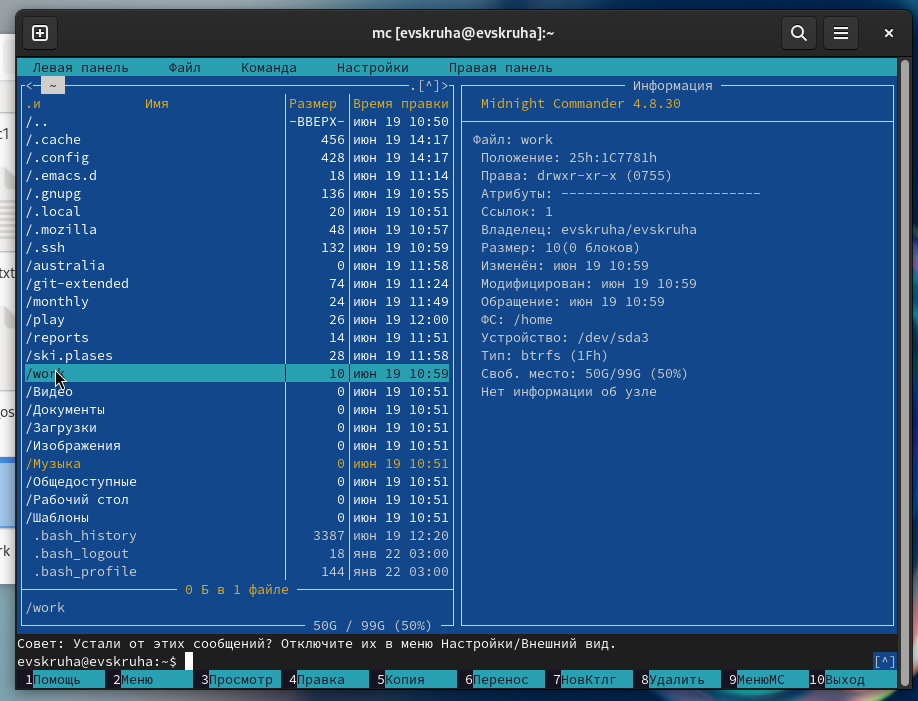 mc [evskruha@evskruha]:~
Левая панель Файл Команда Настройки Правая панель
<- ~ .[^]>
.и Имя Размер Время правки
/.. -ВВЕРХ- июн 19 10:50
/.cache 456 июн 19 14:17
/.config 428 июн 19 14:17
/.emacs.d 18 июн 19 11:14
/.gnupg 136 июн 19 10:55
/.local 20 июн 19 10:51
/.mozilla 48 июн 19 10:57
/.ssh 132 июн 19 10:59
/australia 0 июн 19 11:58
/git-extended 74 июн 19 11:24
/monthly 24 июн 19 11:49
/play 26 июн 19 12:00
/reports 14 июн 19 11:51
/ski.plases 28 июн 19 11:58
/work 10 июн 19 10:59
/Видео 0 июн 19 10:51
/Документы 0 июн 19 10:51
/Загрузки 0 июн 19 10:51
/Изображения 0 июн 19 10:51
/Музыка 0 июн 19 10:51
/Общедоступные 0 июн 19 10:51
/Рабочий стол 0 июн 19 10:51
/Шаблоны 0 июн 19 10:51
.bash_history 3387 июн 19 12:20
.bash_logout 18 янв 22 03:00
.bash_profile 144 янв 22 03:00
0 Б в 1 файле
/work
50G / 99G (50%)
Информация
Midnight Commander 4.8.30
Файл: work
Положение: 25h:1C7781h
Права: drwxr-xr-x (0755)
Атрибуты: -------------------------
Ссылок: 1
Владелец: evskruha/evskruha
Размер: 10(0 блоков)
Изменён: июн 19 10:59
Модифицирован: июн 19 10:59
Обращение: июн 19 10:59
ФС: /home
Устройство: /dev/sda3
Тип: btrfs (1Fh)
Своб. место: 50G/99G (50%)
Нет информации об узле
Совет: Устали от этих сообщений? Отключите их в меню Настройки/Внешний вид.
evskruha@evskruha:~$ [^]
1Помощь 2Меню 3Просмотр 4Правка 5Копия 6Перенос 7НовКтлг 8Удалить 9МенюМС 10Выход